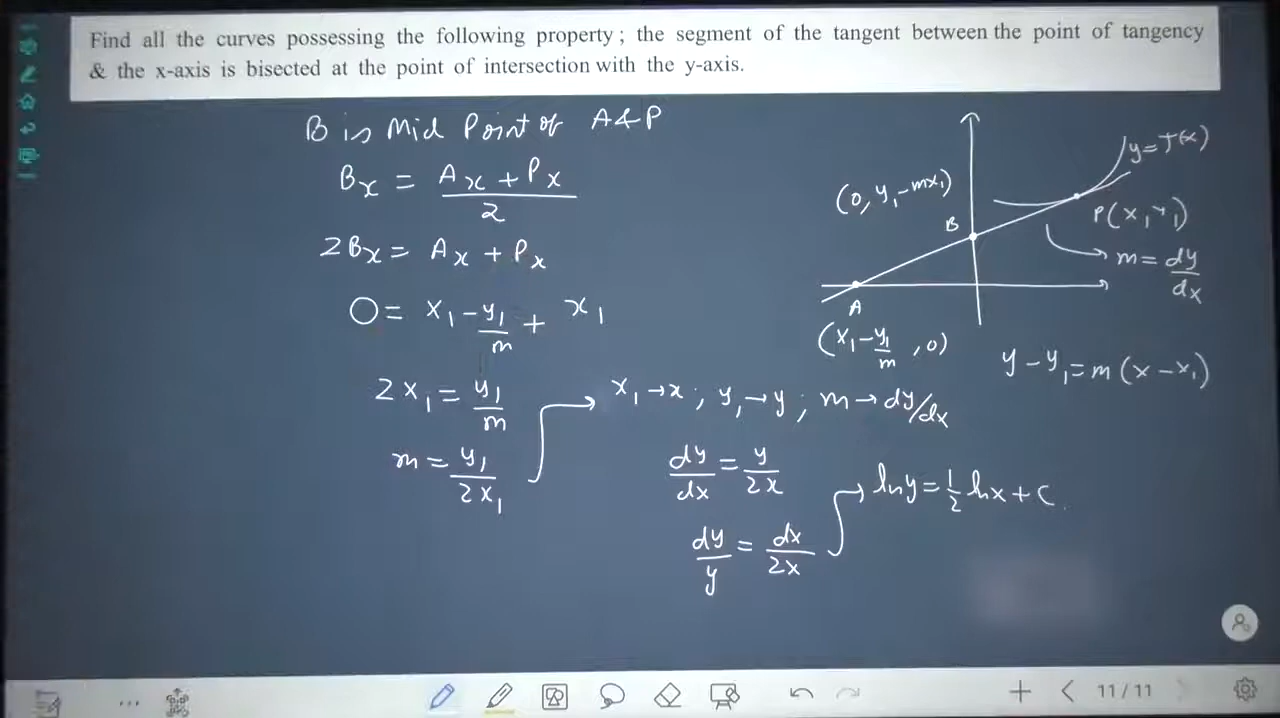 Find all the curves possessing the following property ; the segment of the tangent between the point of tangency
& the x-axis is bisected at the point of intersection with the y-axis.
B is Mid Point of A & P
Bx = (Ax + Px)/2
2Bx = Ax + Px
0 = x₁ - y₁/m + x₁
2x₁ = y₁/m
m = y₁/2x₁
y = f(x)
(0, y₁ - mx₁)
B
P(x₁, y₁)
m = dy/dx
A
(x₁ - y₁/m , 0)
y - y₁ = m(x - x₁)
x₁ → x ; y₁ → y ; m → dy/dx
dy/dx = y/2x
dy/y = dx/2x
lny = 1/2 lnx + C
11 / 11